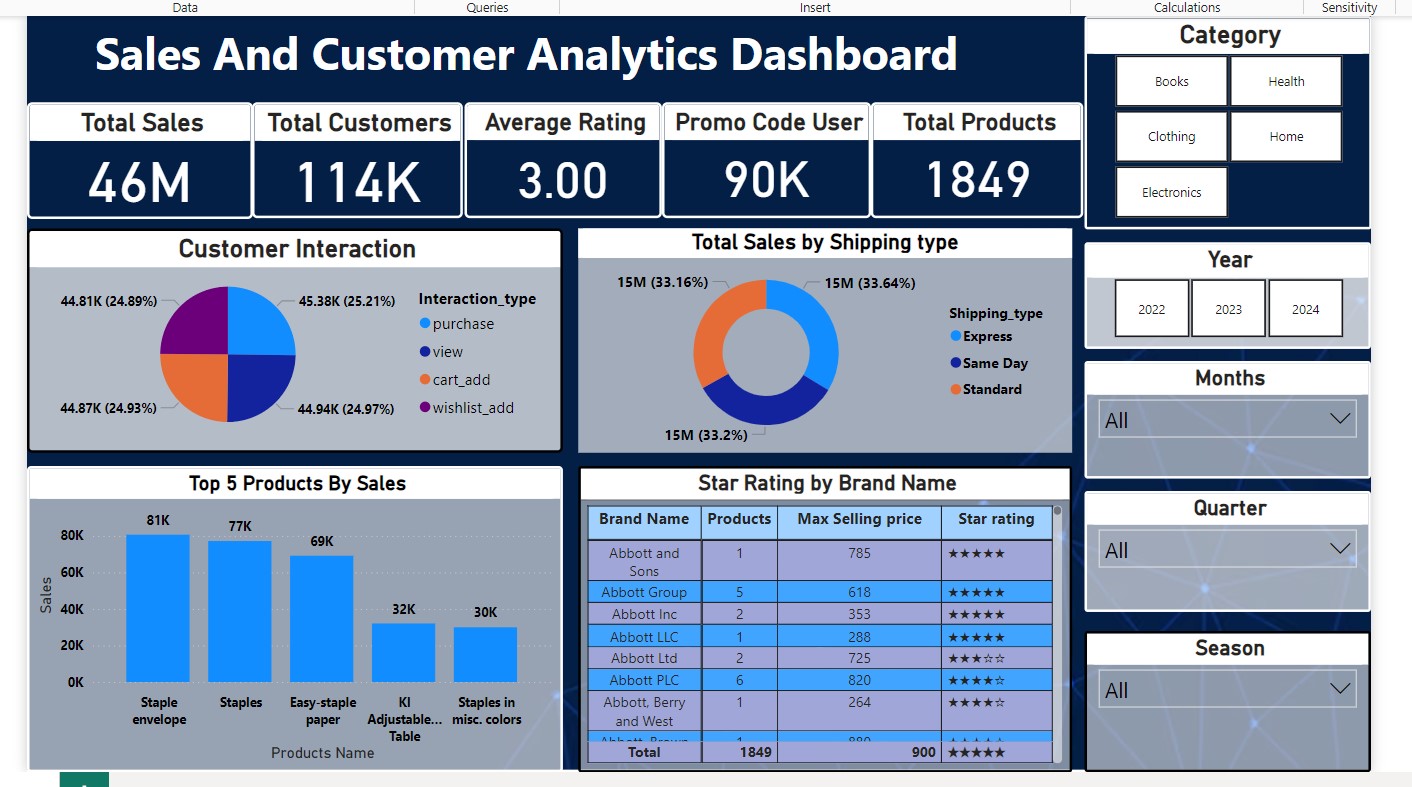 Data
Queries
Insert
Calculations
Sensitivity
Sales And Customer Analytics Dashboard
Total Sales
46M
Total Customers
114K
Average Rating
3.00
Promo Code User
90K
Total Products
1849
Category
Books
Health
Clothing
Home
Electronics
Customer Interaction
44.81K (24.89%)
45.38K (25.21%)
44.87K (24.93%)
44.94K (24.97%)
Interaction_type
purchase
view
cart_add
wishlist_add
Total Sales by Shipping type
15M (33.16%)
15M (33.64%)
15M (33.2%)
Shipping_type
Express
Same Day
Standard
Year
2022
2023
2024
Months
All
Quarter
All
Season
All
Top 5 Products By Sales
Sales
80K
60K
40K
20K
0K
81K
77K
69K
32K
30K
Staple
envelope
Staples
Easy-staple
paper
KI
Adjustable...
Table
Staples in
misc. colors
Products Name
Star Rating by Brand Name
Brand Name Products Max Selling price Star rating
Abbott and
Sons 1 785 ★★★★★
Abbott Group 5 618 ★★★★★
Abbott Inc 2 353 ★★★★★
Abbott LLC 1 288 ★★★★★
Abbott Ltd 2 725 ★★★☆☆
Abbott PLC 6 820 ★★★★☆
Abbott, Berry
and West 1 264 ★★★★☆
Total 1849 900 ★★★★★